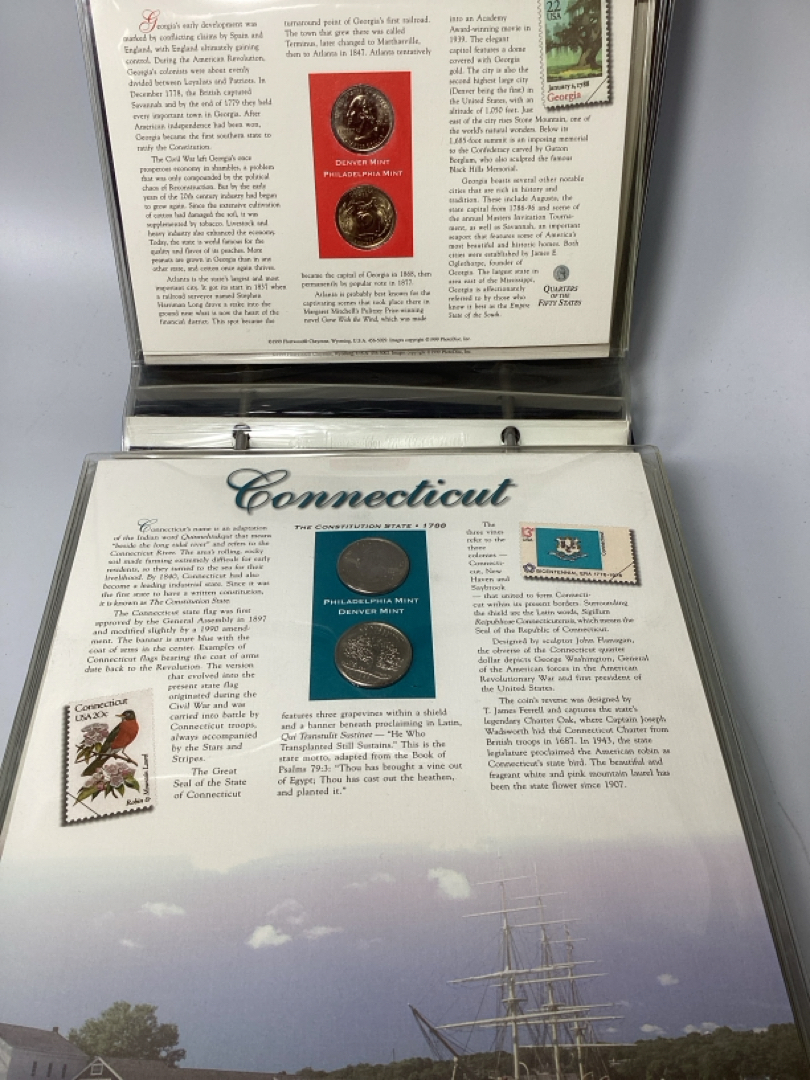 Georgia's early development was
marked by conflicting claims by Spain and
England, with England ultimately gaining
control. During the American Revolution,
Georgia's colonists were about evenly
divided between Loyalists and Patriots. In
December 1778, the British captured
Savannah and by the end of 1779 they held
every important town in Georgia. After
American independence had been won,
Georgia became the first southern state to
ratify the Constitution.
The Civil War left Georgia's once
prosperous economy in shambles, a problem
that was only compounded by the political
chaos of Reconstruction. But by the early
years of the 20th century industry had begun
to grow again. Since the extensive cultivation
of cotton had damaged the soil, it was
supplemented by tobacco. Livestock and
heavy industry also enhanced the economy.
Today, the state is world famous for the
quality and flavor of its peaches. More
peanuts are grown in Georgia than in any
other state, and cotton once again thrives.
Atlanta is the state's largest and most
important city. It got its start in 1837 when
a railroad surveyor named Stephen
Harriman Long drove a stake into the
ground near what is now the heart of the
financial district. This spot became the
turnaround point of Georgia's first railroad.
The town that grew there was called
Terminus, later changed to Marthasville,
then to Atlanta in 1847. Atlanta tentatively
DENVER MINT
PHILADELPHIA MINT
became the capital of Georgia in 1868, then
permanently by popular vote in 1877.
Atlanta is probably best known for the
captivating scenes that took place there in
Margaret Mitchell's Pulitzer Prize-winning
novel Gone With the Wind, which was made
into an Academy
Award-winning movie in
1939. The elegant
capitol features a dome
covered with Georgia
gold. The city is also the
second highest large city
(Denver being the first) in
the United States, with an
altitude of 1,050 feet. Just
east of the city rises Stone Mountain, one of
the world's natural wonders. Below its
1,683-foot summit is an imposing memorial
to the Confederacy carved by Gutzon
Borglum, who also sculpted the famous
Black Hills Memorial.
Georgia boasts several other notable
cities that are rich in history and
tradition. These include Augusta, the
state capital from 1786-96 and scene of
the annual Masters Invitation Tourna-
ment, as well as Savannah, an important
seaport that features some of America's
most beautiful and historic homes. Both
cities were established by James E.
Oglethorpe, founder of
Georgia. The largest state in
area east of the Mississippi,
Georgia is affectionately
referred to by those who
know it best as the Empire
State of the South.
22
USA
January 2, 1788
Georgia
QUARTERS
OF THE
FIFTY STATES
©1999 Fleetwood® Cheyenne, Wyoming, U.S.A. Images copyright ©1999 PhotoDisc, Inc.
Connecticut
Connecticut's name is an adaptation
of the Indian word Quinnehtukqut that means
"beside the long tidal river" and refers to the
Connecticut River. The area's rolling, rocky
soil made farming extremely difficult for early
residents, so they turned to the sea for their
livelihood. By 1840, Connecticut had also
become a leading industrial state. Since it was
the first state to have a written constitution,
it is known as The Constitution State.
The Connecticut state flag was first
approved by the General Assembly in 1897
and modified slightly by a 1990 amend-
ment. The banner is azure blue with the
coat of arms in the center. Examples of
Connecticut flags bearing the coat of arms
date back to the Revolution. The version
that evolved into the
present state flag
originated during the
Civil War and was
carried into battle by
Connecticut troops,
always accompanied
by the Stars and
Stripes.
The Great
Seal of the State
of Connecticut
Connecticut
USA 20c
Robin & Mountain Laurel
THE CONSTITUTION STATE • 1788
PHILADELPHIA MINT
DENVER MINT
features three grapevines within a shield
and a banner beneath proclaiming in Latin,
Qui Transtulit Sustinet — "He Who
Transplanted Still Sustains." This is the
state motto, adapted from the Book of
Psalms 79:3: "Thou has brought a vine out
of Egypt; Thou has cast out the heathen,
and planted it."
The
three vines
refer to the
three
colonies —
Connecti-
cut, New
Haven and
Saybrook
— that united to form Connecti-
cut within its present borders. Surrounding
the shield are the Latin words, Sigillum
Reipublicae Connecticutensis, which means the
Seal of the Republic of Connecticut.
Designed by sculptor John Flanagan,
the obverse of the Connecticut quarter
dollar depicts George Washington, General
of the American forces in the American
Revolutionary War and first president of
the United States.
The coin's reverse was designed by
T. James Ferrell and captures the state's
legendary Charter Oak, where Captain Joseph
Wadsworth hid the Connecticut Charter from
British troops in 1687. In 1943, the state
legislature proclaimed the American robin as
Connecticut's state bird. The beautiful and
fragrant white and pink mountain laurel has
been the state flower since 1907.
13c
USA
Connecticut
BICENTENNIAL ERA 1776-1976